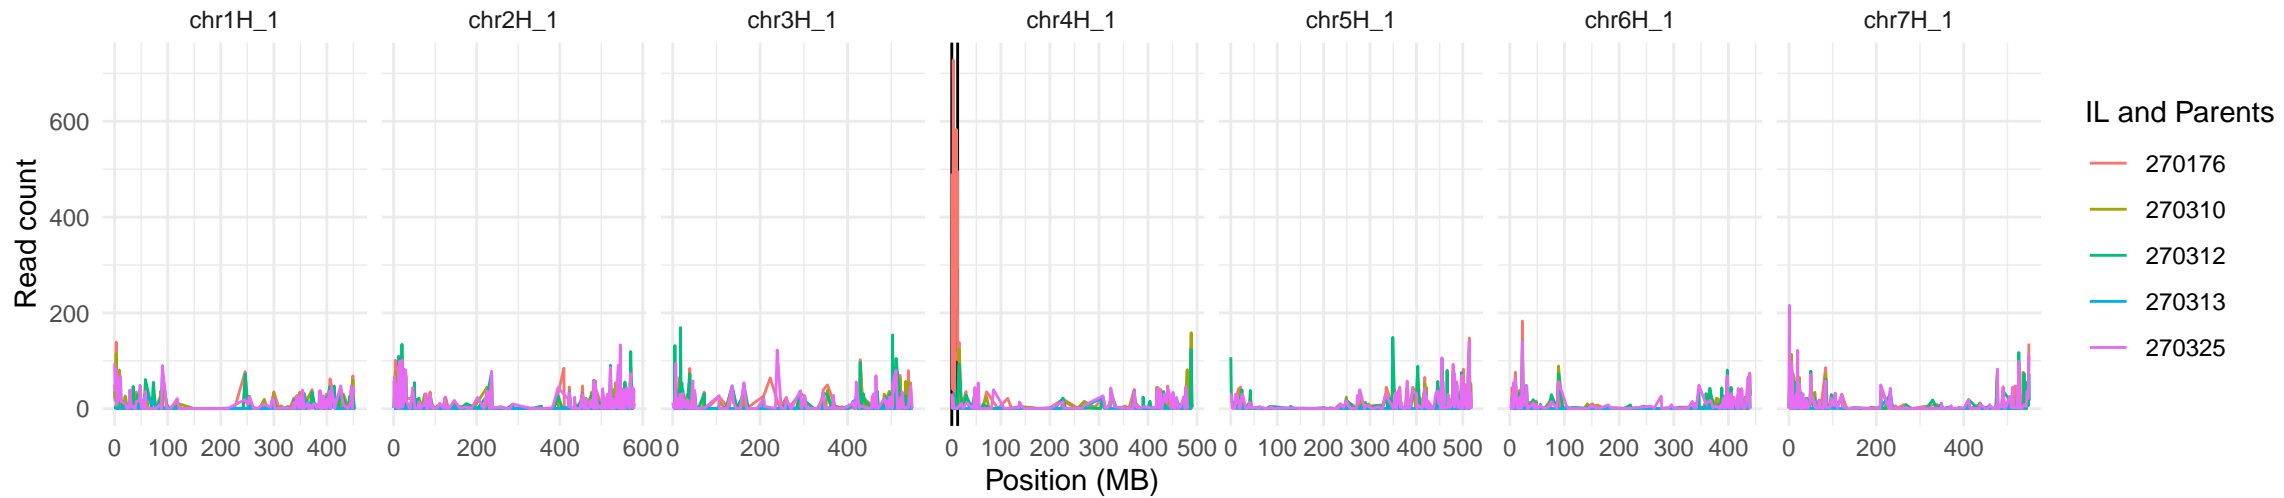 chr1H_1 chr2H_1 chr3H_1 chr4H_1 chr5H_1 chr6H_1 chr7H_1
600
400
200
0
Read count
0 100 200 300 400 0 200 400 600 0 200 400 0 100 200 300 400 500 0 100 200 300 400 500 0 100 200 300 400 0 200 400
Position (MB)
IL and Parents
270176
270310
270312
270313
270325